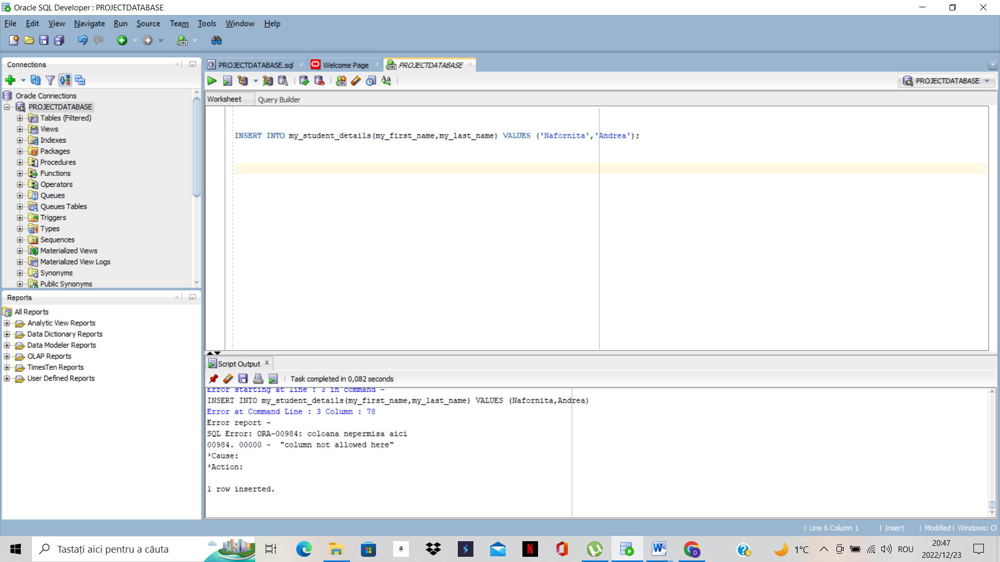 Oracle SQL Developer : PROJECTDATABASE
File Edit View Navigate Run Source Team Tools Window Help
Connections
Oracle Connections
PROJECTDATABASE
Tables (Filtered)
Views
Indexes
Packages
Procedures
Functions
Operators
Queues
Queues Tables
Triggers
Types
Sequences
Materialized Views
Materialized View Logs
Synonyms
Public Synonyms
Reports
All Reports
Analytic View Reports
Data Dictionary Reports
Data Modeler Reports
OLAP Reports
TimesTen Reports
User Defined Reports
PROJECTDATABASE.sql Welcome Page PROJECTDATABASE
PROJECTDATABASE
Worksheet Query Builder
INSERT INTO my_student_details(my_first_name,my_last_name) VALUES ('Nafornita','Andrea');
Script Output
Task completed in 0,082 seconds
Error starting at line : 3 in command -
INSERT INTO my_student_details(my_first_name,my_last_name) VALUES (Nafornita,Andrea)
Error at Command Line : 3 Column : 78
Error report -
SQL Error: ORA-00984: coloana nepermisa aici
00984. 00000 - "column not allowed here"
*Cause:
*Action:
1 row inserted.
| Line 6 Column 1 | Insert | Modified | Windows: CF
Tastați aici pentru a căuta
1°C
ROU
20:47
2022/12/23